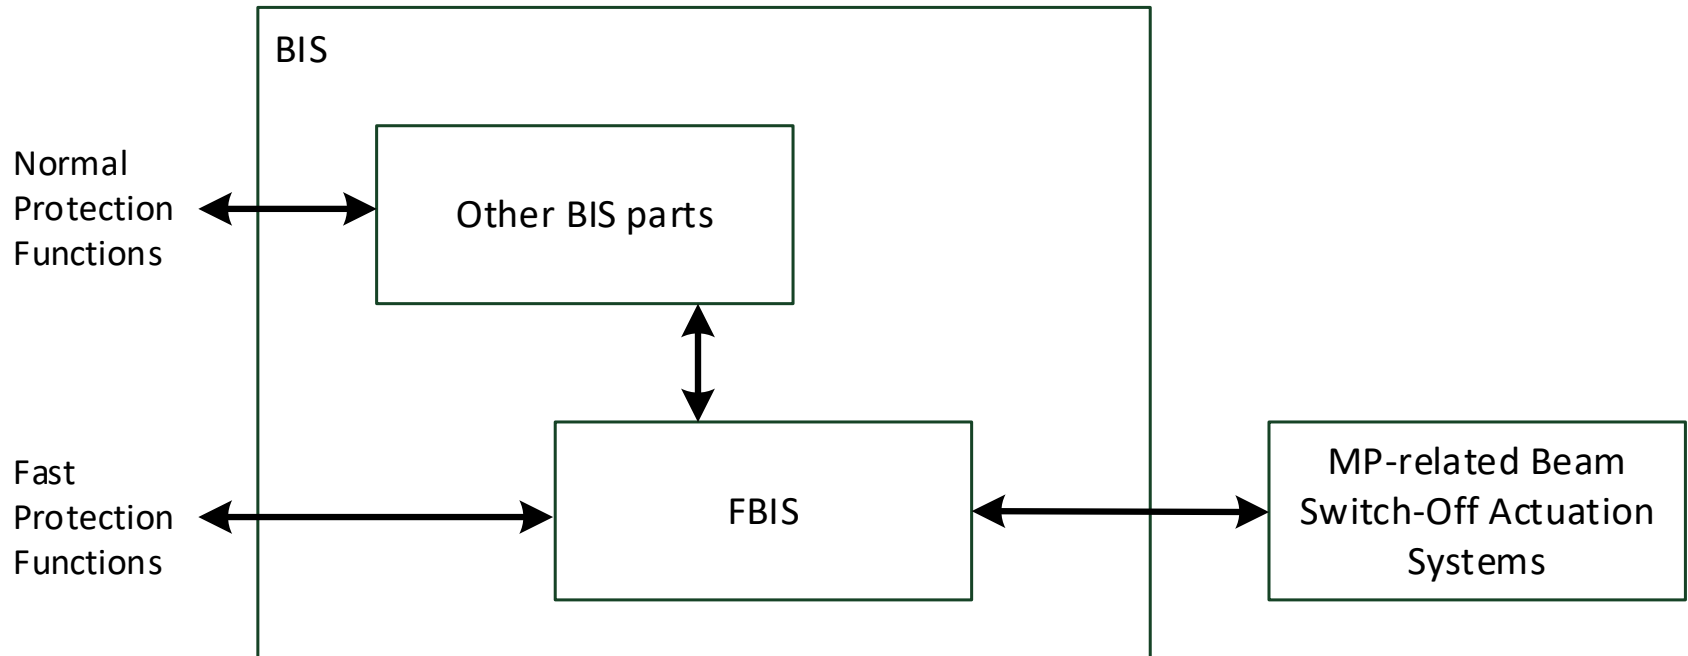 BIS
Normal
Protection
Functions
Other BIS parts
Fast
Protection
Functions
FBIS
MP-related Beam
Switch-Off Actuation
Systems